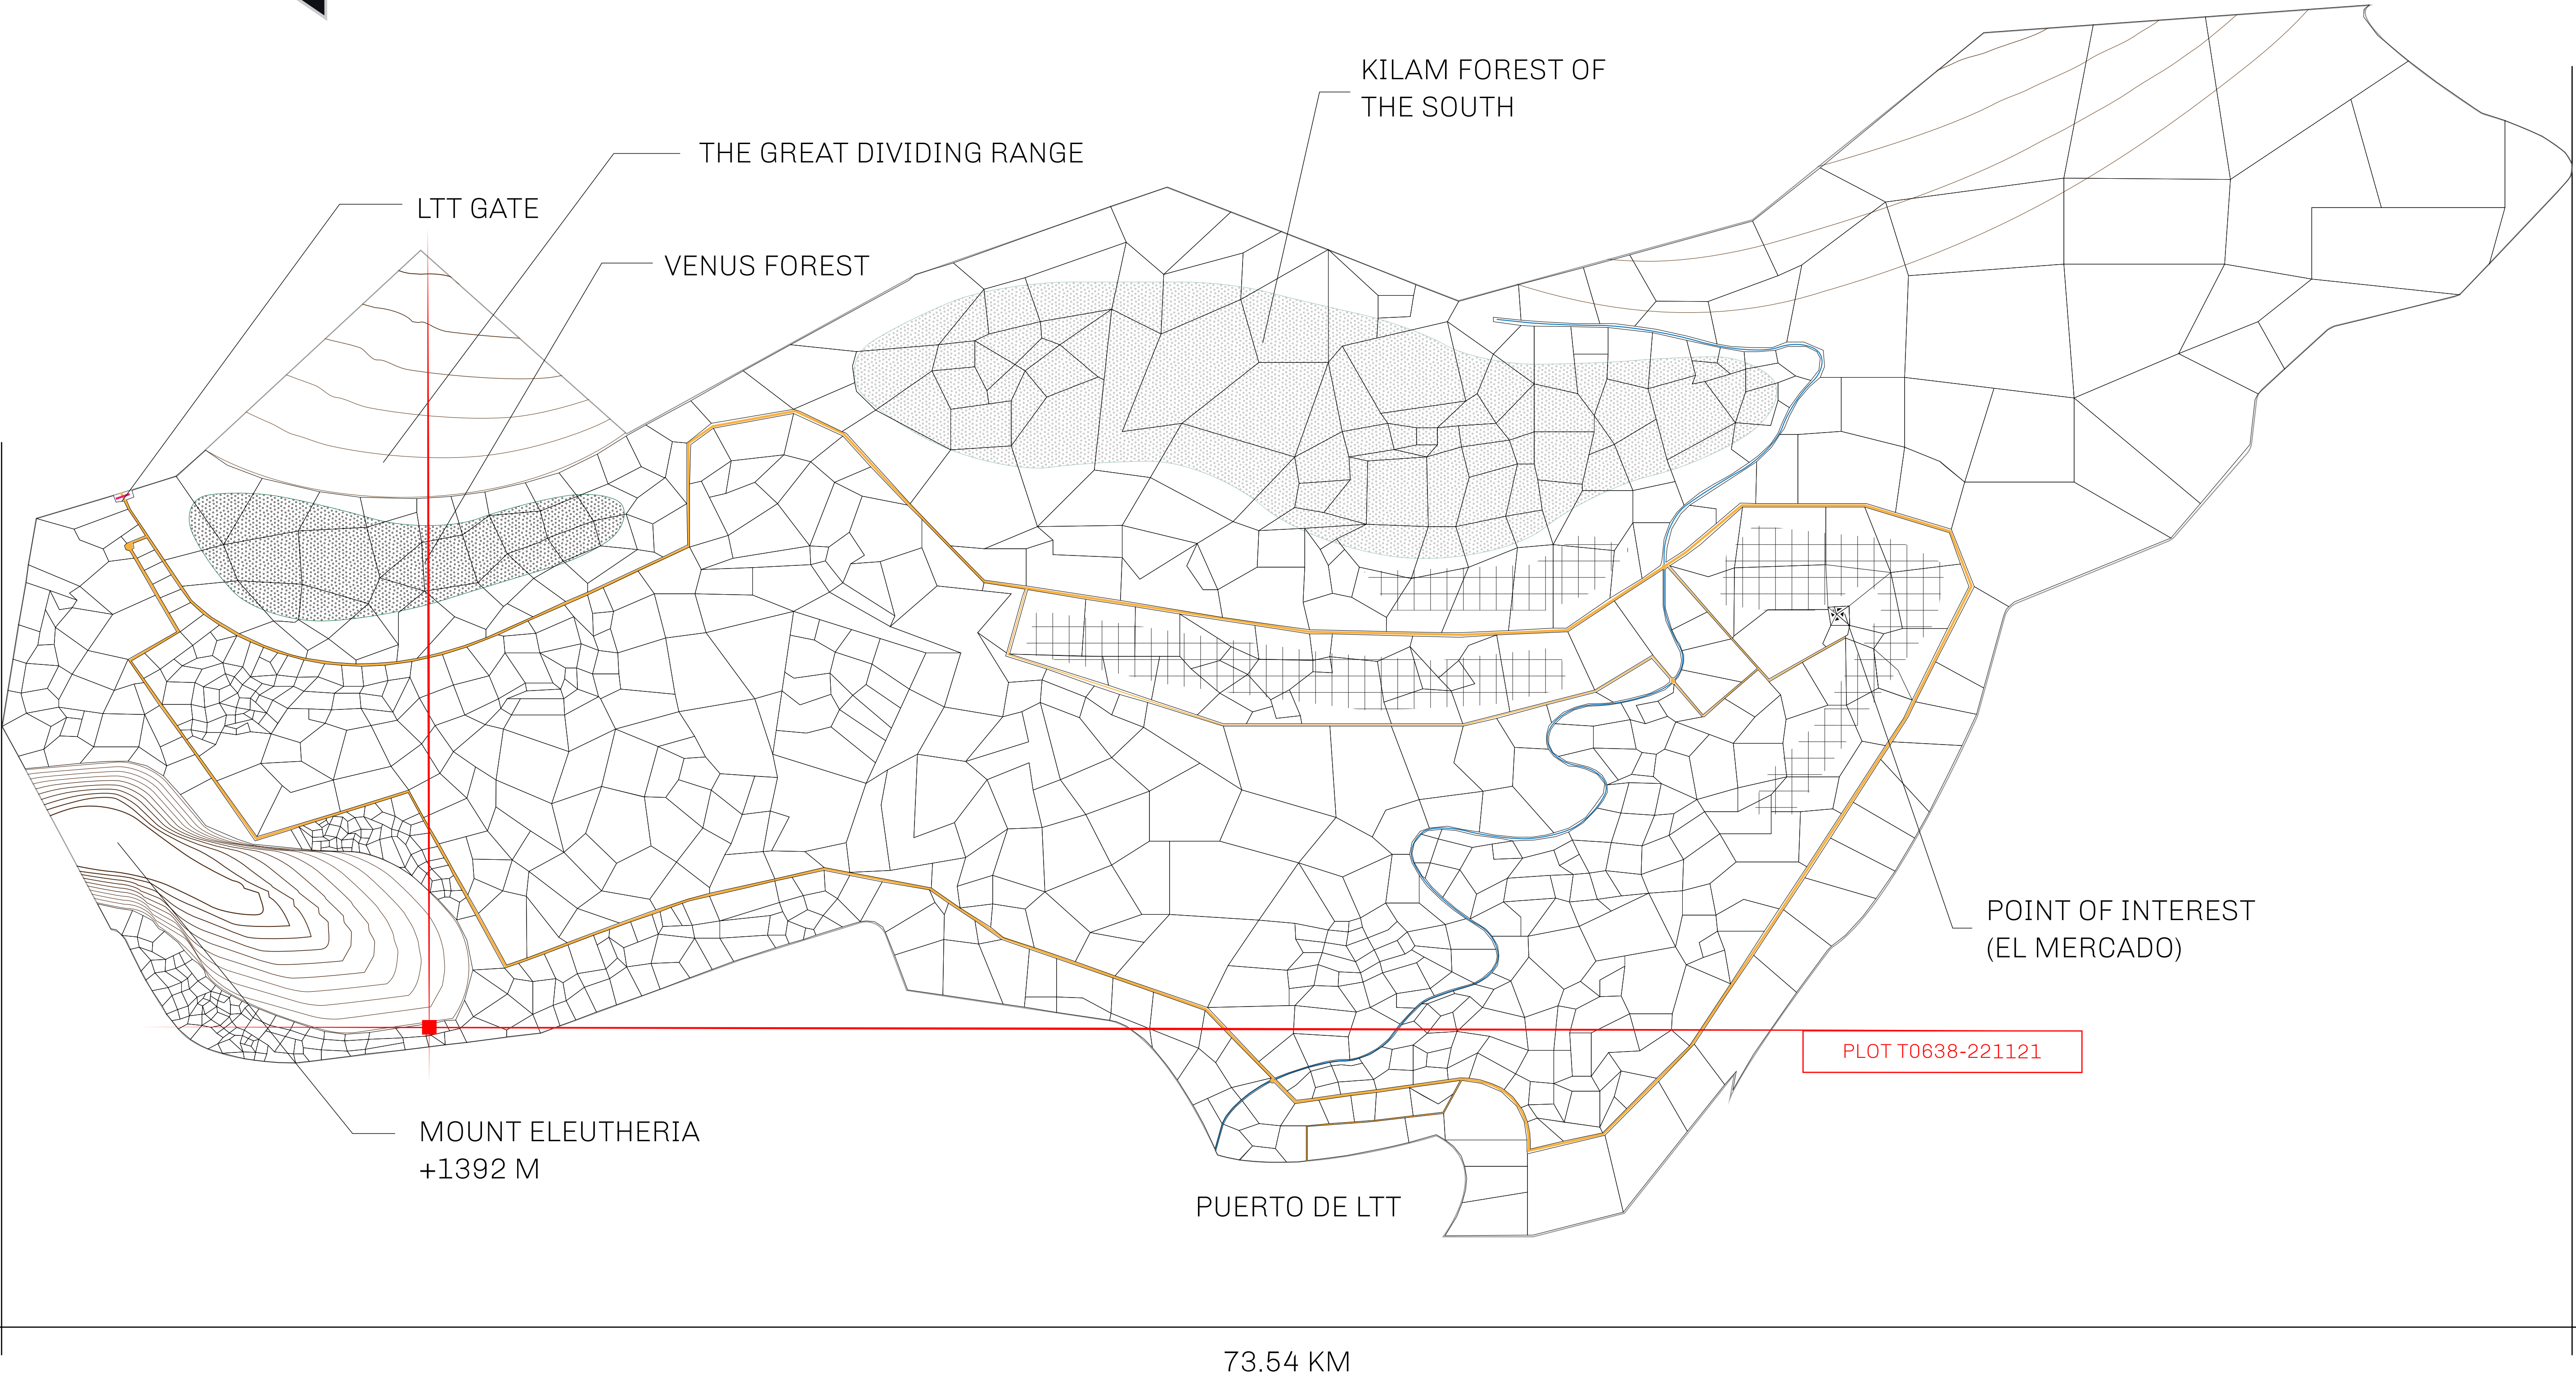 KILAM FOREST OF
THE SOUTH
THE GREAT DIVIDING RANGE
LTT GATE
VENUS FOREST
POINT OF INTEREST
(EL MERCADO)
PLOT T0638-221121
MOUNT ELEUTHERIA
+1392 M
PUERTO DE LTT
73.54 KM